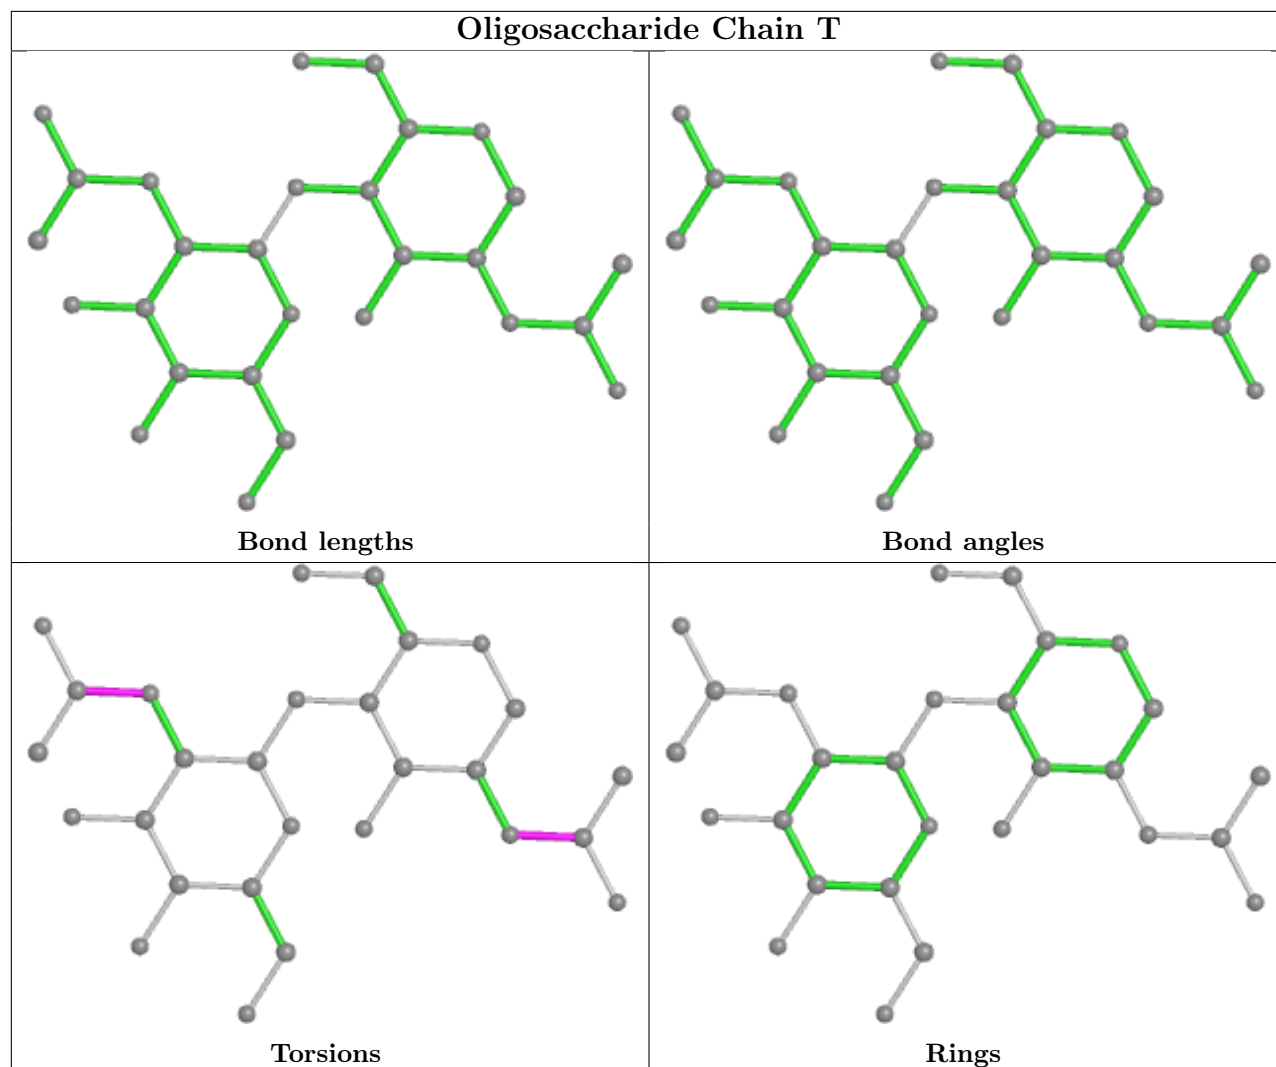 Oligosaccharide Chain T
Bond lengths
Bond angles
Torsions
Rings